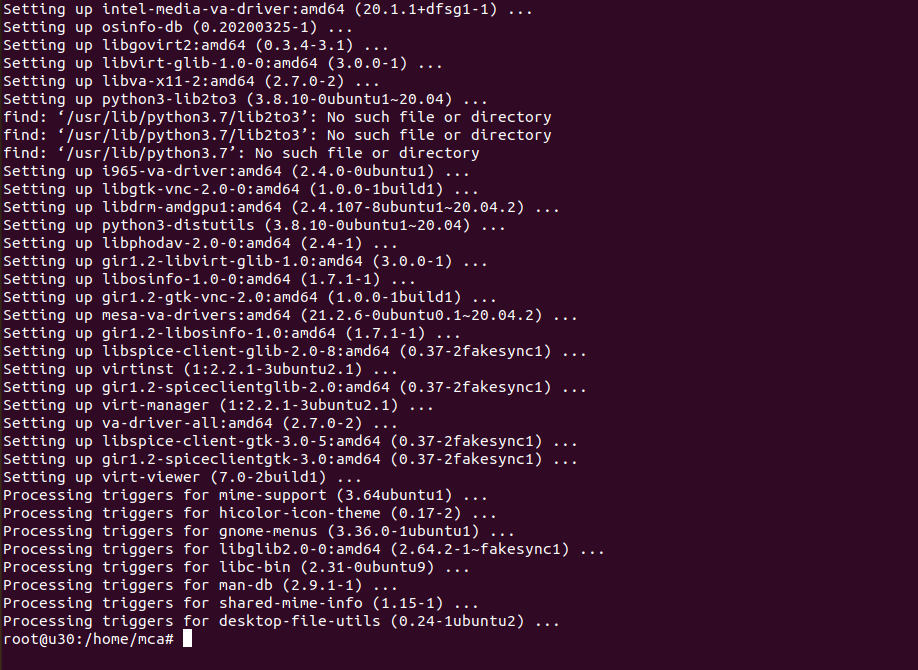 Setting up intel-media-va-driver:amd64 (20.1.1+dfsg1-1) ...
Setting up osinfo-db (0.20200325-1) ...
Setting up libgovirt2:amd64 (0.3.4-3.1) ...
Setting up libvirt-glib-1.0-0:amd64 (3.0.0-1) ...
Setting up libva-x11-2:amd64 (2.7.0-2) ...
Setting up python3-lib2to3 (3.8.10-0ubuntu1~20.04) ...
find: ‘/usr/lib/python3.7/lib2to3’: No such file or directory
find: ‘/usr/lib/python3.7/lib2to3’: No such file or directory
find: ‘/usr/lib/python3.7’: No such file or directory
Setting up i965-va-driver:amd64 (2.4.0-0ubuntu1) ...
Setting up libgtk-vnc-2.0-0:amd64 (1.0.0-1build1) ...
Setting up libdrm-amdgpu1:amd64 (2.4.107-8ubuntu1~20.04.2) ...
Setting up python3-distutils (3.8.10-0ubuntu1~20.04) ...
Setting up libphodav-2.0-0:amd64 (2.4-1) ...
Setting up gir1.2-libvirt-glib-1.0:amd64 (3.0.0-1) ...
Setting up libosinfo-1.0-0:amd64 (1.7.1-1) ...
Setting up gir1.2-gtk-vnc-2.0:amd64 (1.0.0-1build1) ...
Setting up mesa-va-drivers:amd64 (21.2.6-0ubuntu0.1~20.04.2) ...
Setting up gir1.2-libosinfo-1.0:amd64 (1.7.1-1) ...
Setting up libspice-client-glib-2.0-8:amd64 (0.37-2fakesync1) ...
Setting up virtinst (1:2.2.1-3ubuntu2.1) ...
Setting up gir1.2-spiceclientglib-2.0:amd64 (0.37-2fakesync1) ...
Setting up virt-manager (1:2.2.1-3ubuntu2.1) ...
Setting up va-driver-all:amd64 (2.7.0-2) ...
Setting up libspice-client-gtk-3.0-5:amd64 (0.37-2fakesync1) ...
Setting up gir1.2-spiceclientgtk-3.0:amd64 (0.37-2fakesync1) ...
Setting up virt-viewer (7.0-2build1) ...
Processing triggers for mime-support (3.64ubuntu1) ...
Processing triggers for hicolor-icon-theme (0.17-2) ...
Processing triggers for gnome-menus (3.36.0-1ubuntu1) ...
Processing triggers for libglib2.0-0:amd64 (2.64.2-1~fakesync1) ...
Processing triggers for libc-bin (2.31-0ubuntu9) ...
Processing triggers for man-db (2.9.1-1) ...
Processing triggers for shared-mime-info (1.15-1) ...
Processing triggers for desktop-file-utils (0.24-1ubuntu2) ...
root@u30:/home/mca#